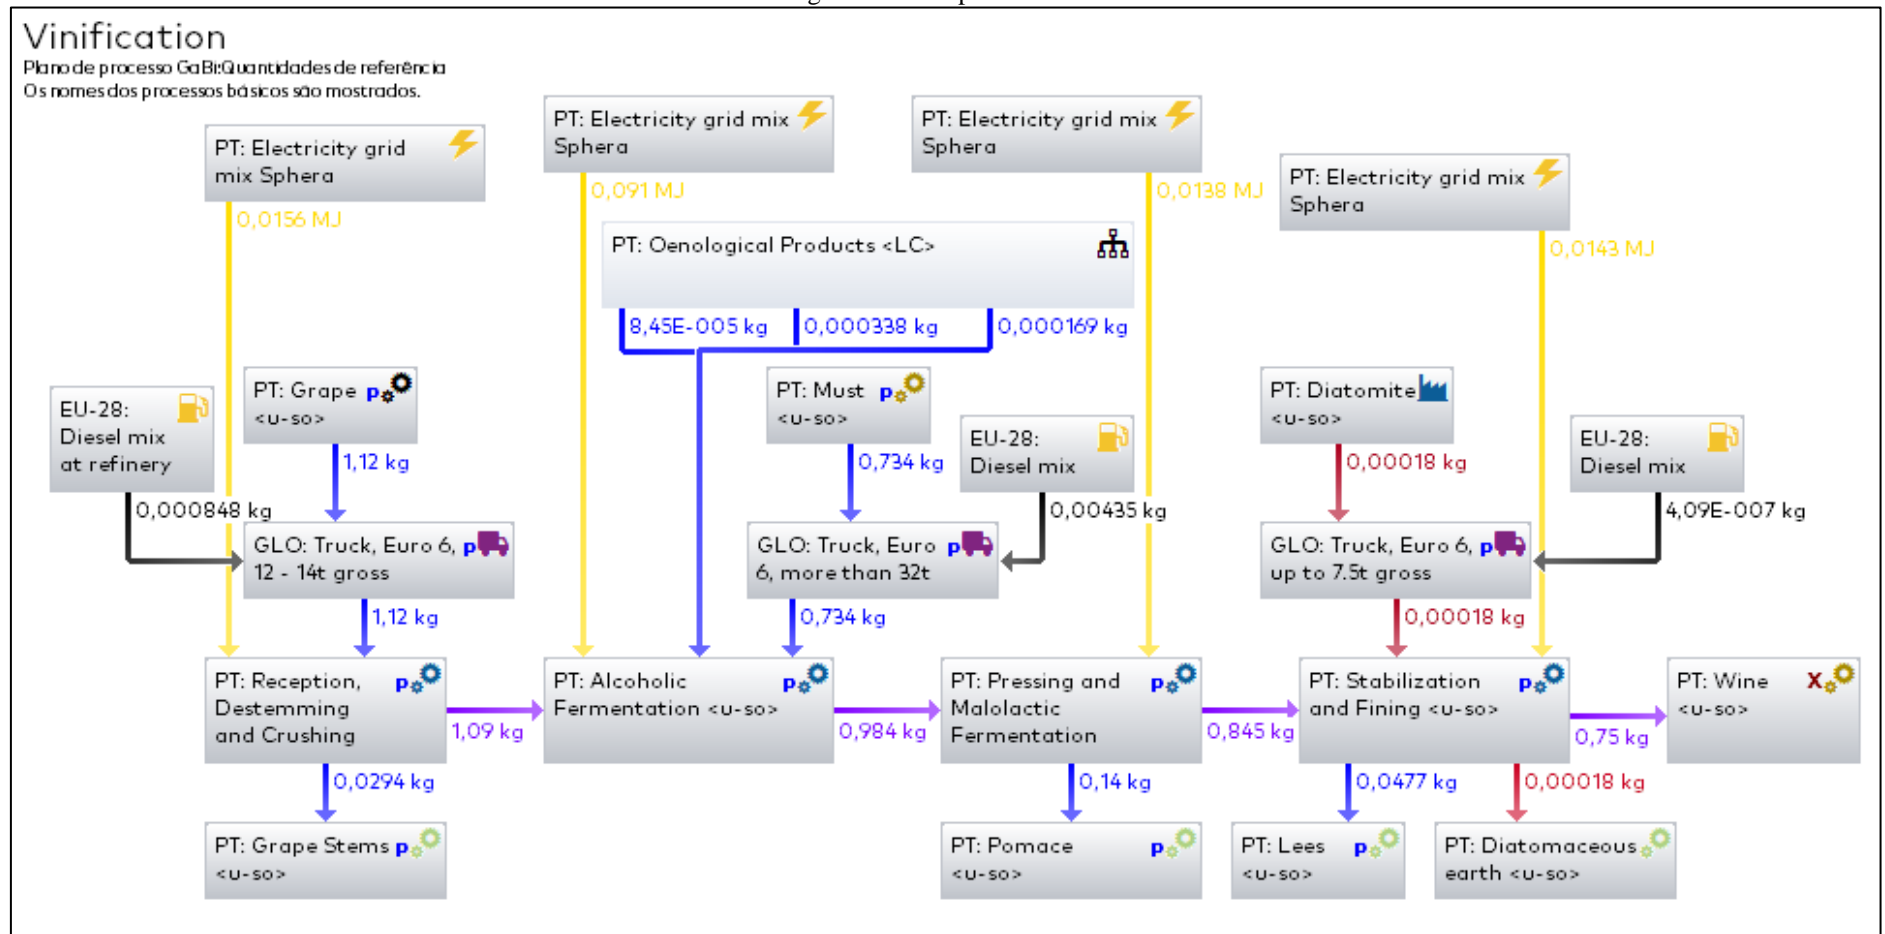 Vinification
Plano de processo GaBi:Quantidades de referência
Os nomes dos processos básicos são mostrados.
PT: Electricity grid
mix Sphera
0,0156 MJ
PT: Electricity grid mix
Sphera
0,091 MJ
PT: Electricity grid mix
Sphera
0,0138 MJ
PT: Electricity grid mix
Sphera
0,0143 MJ
PT: Oenological Products <LC>
8,45E-005 kg
0,000338 kg
0,000169 kg
EU-28:
Diesel mix
at refinery
0,000848 kg
PT: Grape p
<u-so>
1,12 kg
PT: Must p
<u-so>
0,734 kg
EU-28:
Diesel mix
0,00435 kg
PT: Diatomite
<u-so>
0,00018 kg
EU-28:
Diesel mix
4,09E-007 kg
GLO: Truck, Euro 6, p
12 - 14t gross
1,12 kg
GLO: Truck, Euro p
6, more than 32t
0,734 kg
GLO: Truck, Euro 6, p
up to 7.5t gross
0,00018 kg
PT: Reception, p
Destemming
and Crushing
1,09 kg
PT: Alcoholic p
Fermentation <u-so>
0,984 kg
PT: Pressing and p
Malolactic
Fermentation
0,845 kg
PT: Stabilization p
and Fining <u-so>
0,75 kg
PT: Wine X
<u-so>
0,0294 kg
0,14 kg
0,0477 kg
0,00018 kg
PT: Grape Stems p
<u-so>
PT: Pomace p
<u-so>
PT: Lees p
<u-so>
PT: Diatomaceous
earth <u-so>